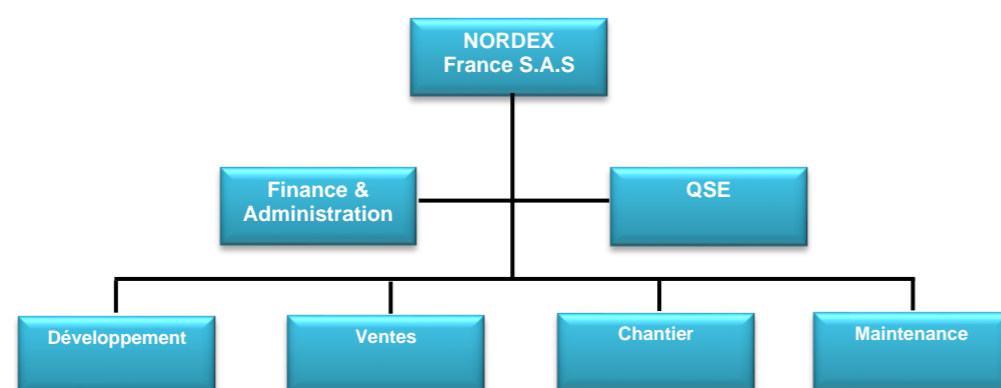 NORDEX
France S.A.S
Finance &
Administration
QSE
Développement
Ventes
Chantier
Maintenance